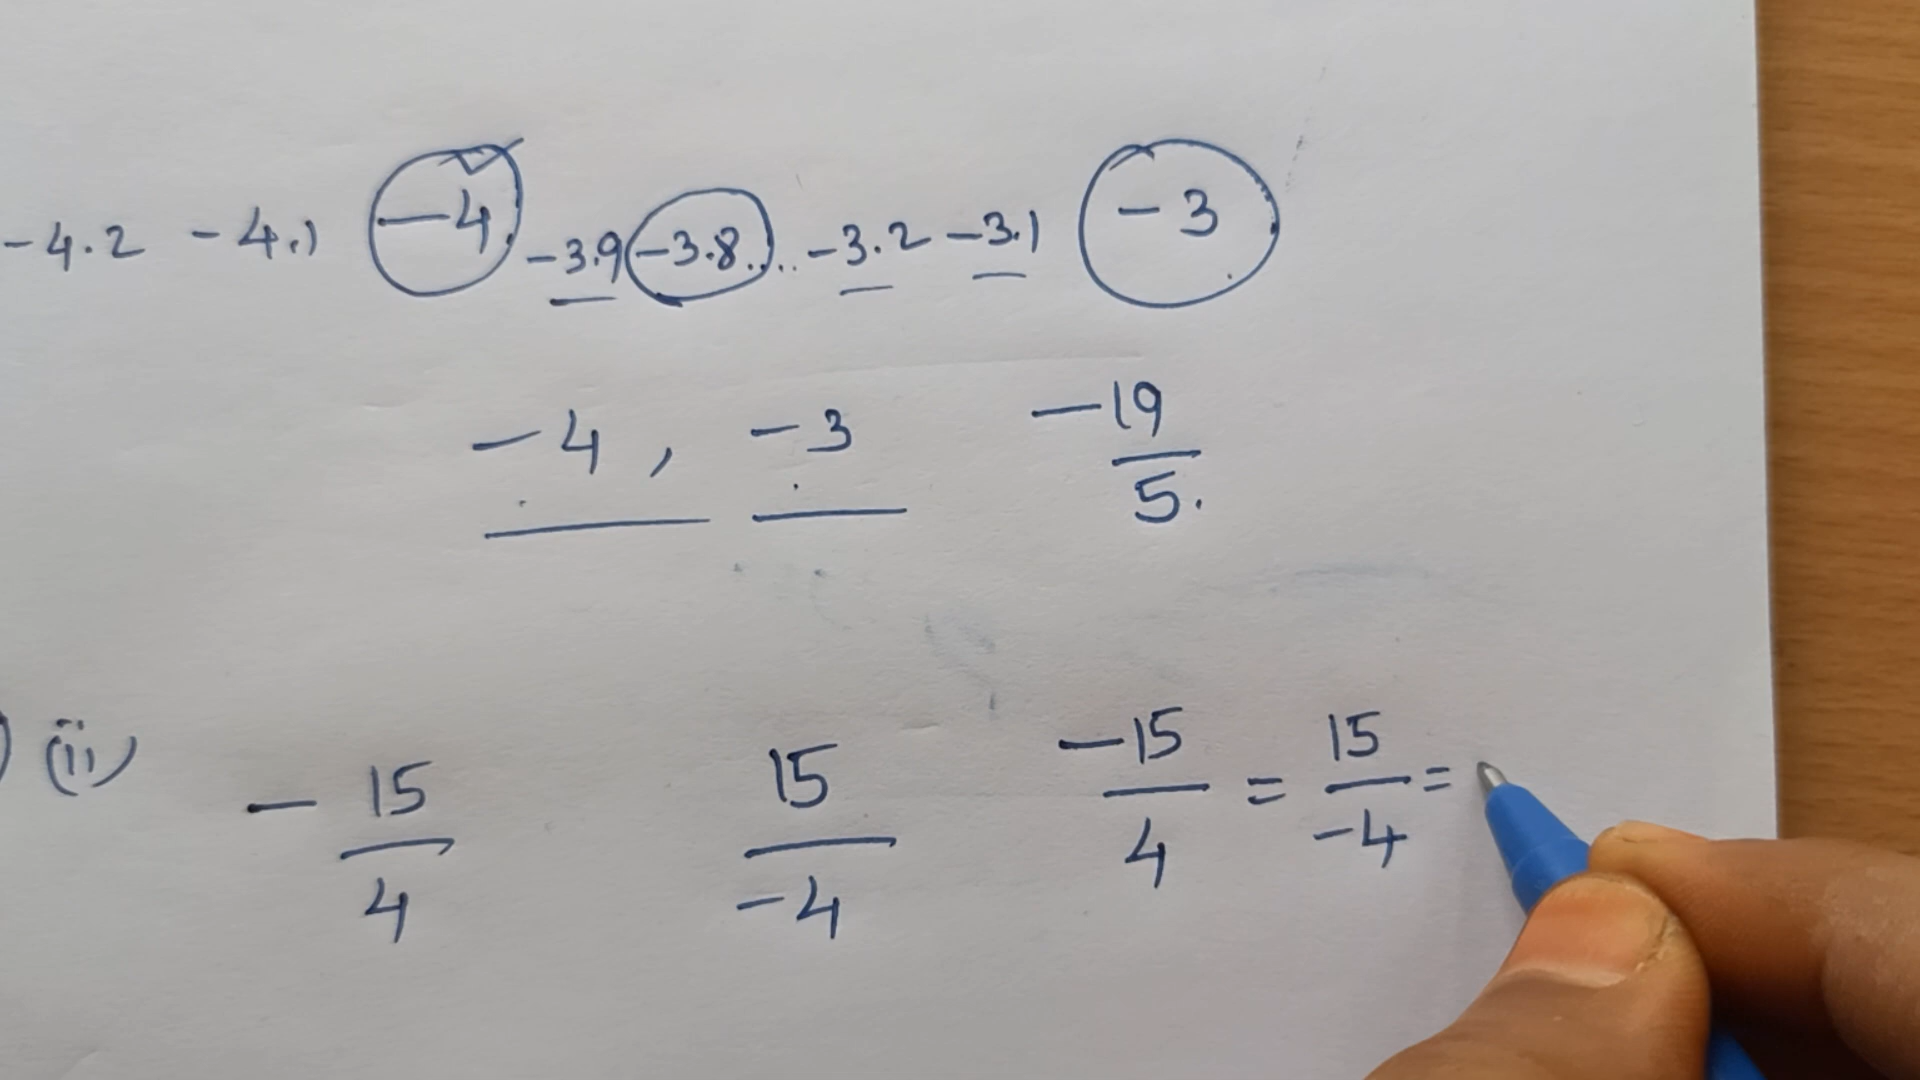 -4.2 -4.1 -4 -3.9 -3.8 .... -3.2 -3.1 -3
-4 , -3 -19/5.
(ii) - 15/4 15/-4 -15/4 = 15/-4 =